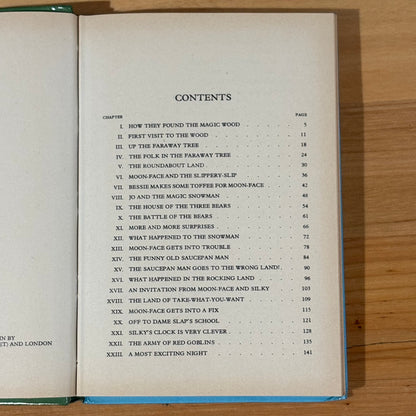 CONTENTS
CHAPTER PAGE
I. HOW THEY FOUND THE MAGIC WOOD . . . . . 5
II. FIRST VISIT TO THE WOOD . . . . . . . 11
III. UP THE FARAWAY TREE . . . . . . . . 18
IV. THE FOLK IN THE FARAWAY TREE . . . . . 24
V. THE ROUNDABOUT LAND . . . . . . . 30
VI. MOON-FACE AND THE SLIPPERY-SLIP . . . . 36
VII. BESSIE MAKES SOME TOFFEE FOR MOON-FACE . . 42
VIII. JO AND THE MAGIC SNOWMAN . . . . . . 48
IX. THE HOUSE OF THE THREE BEARS . . . . . 54
X. THE BATTLE OF THE BEARS . . . . . . 61
XI. MORE AND MORE SURPRISES . . . . . . 66
XII. WHAT HAPPENED TO THE SNOWMAN . . . . 72
XIII. MOON-FACE GETS INTO TROUBLE . . . . . 78
XIV. THE FUNNY OLD SAUCEPAN MAN . . . . . 84
XV. THE SAUCEPAN MAN GOES TO THE WRONG LAND! . 90
XVI. WHAT HAPPENED IN THE ROCKING LAND . . . 96
XVII. AN INVITATION FROM MOON-FACE AND SILKY . 103
XVIII. THE LAND OF TAKE-WHAT-YOU-WANT . . . . 109
XIX. MOON-FACE GETS INTO A FIX . . . . . . 115
XX. OFF TO DAME SLAP'S SCHOOL . . . . . . 121
XXI. SILKY'S CLOCK IS VERY CLEVER . . . . . 128
XXII. THE ARMY OF RED GOBLINS . . . . . . 135
XXIII. A MOST EXCITING NIGHT . . . . . . . 141
N BY
ET) AND LONDON